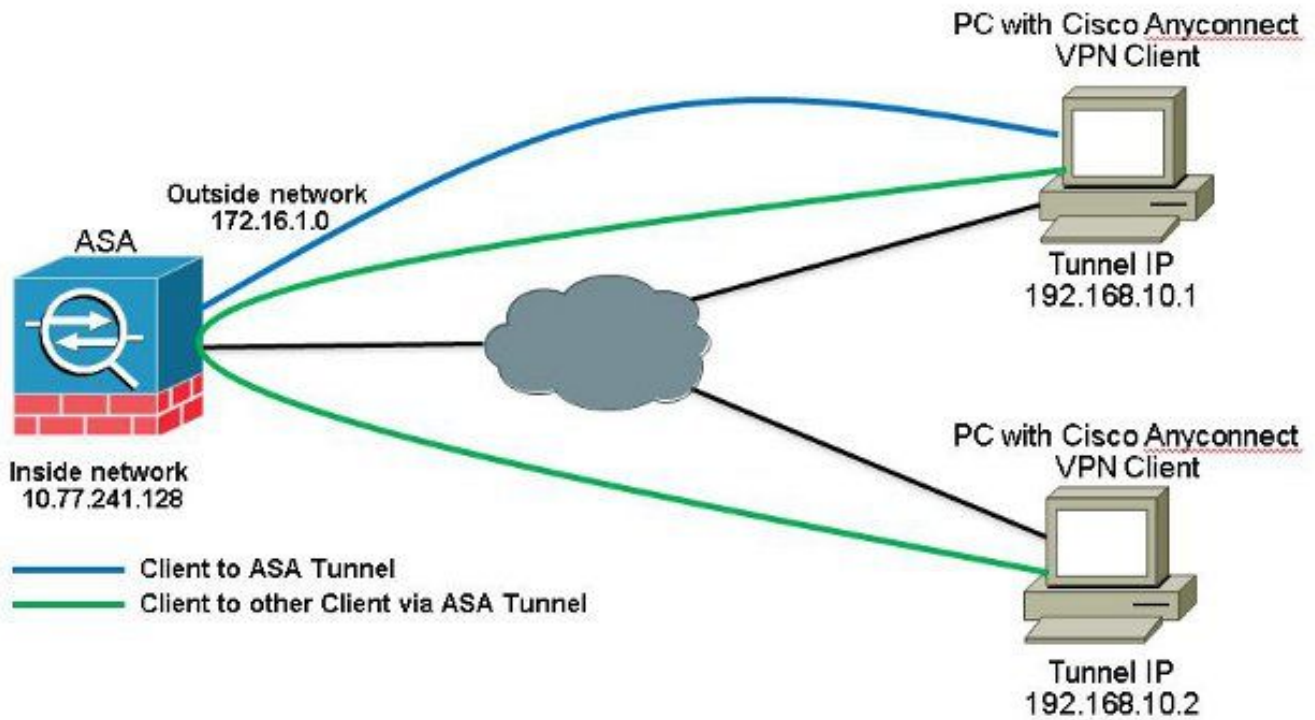 PC with Cisco Anyconnect
VPN Client
Outside network
172.16.1.0
ASA
Tunnel IP
192.168.10.1
PC with Cisco Anyconnect
VPN Client
Inside network
10.77.241.128
Client to ASA Tunnel
Client to other Client via ASA Tunnel
Tunnel IP
192.168.10.2